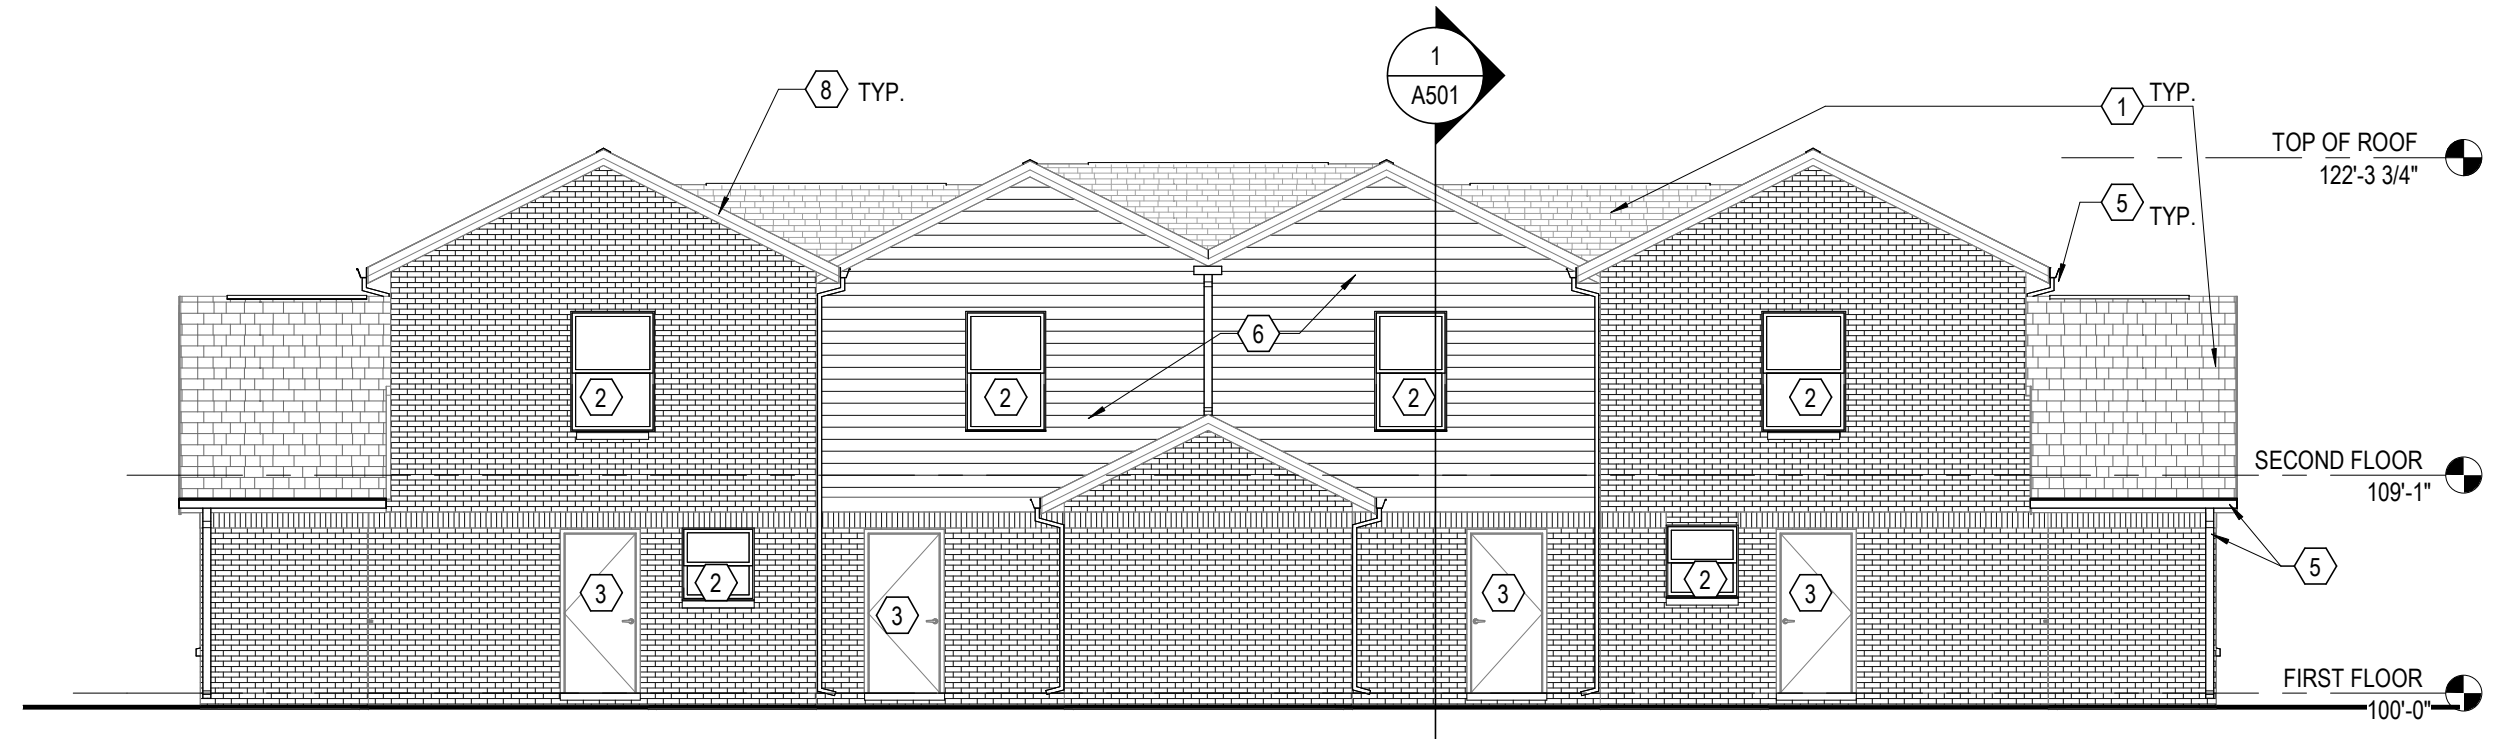 1
A501
8 TYP.
1 TYP.
TOP OF ROOF
122'-3 3/4"
5 TYP.
6
2
2
2
2
SECOND FLOOR
109'-1"
5
2
2
3
3
3
3
FIRST FLOOR
100'-0"